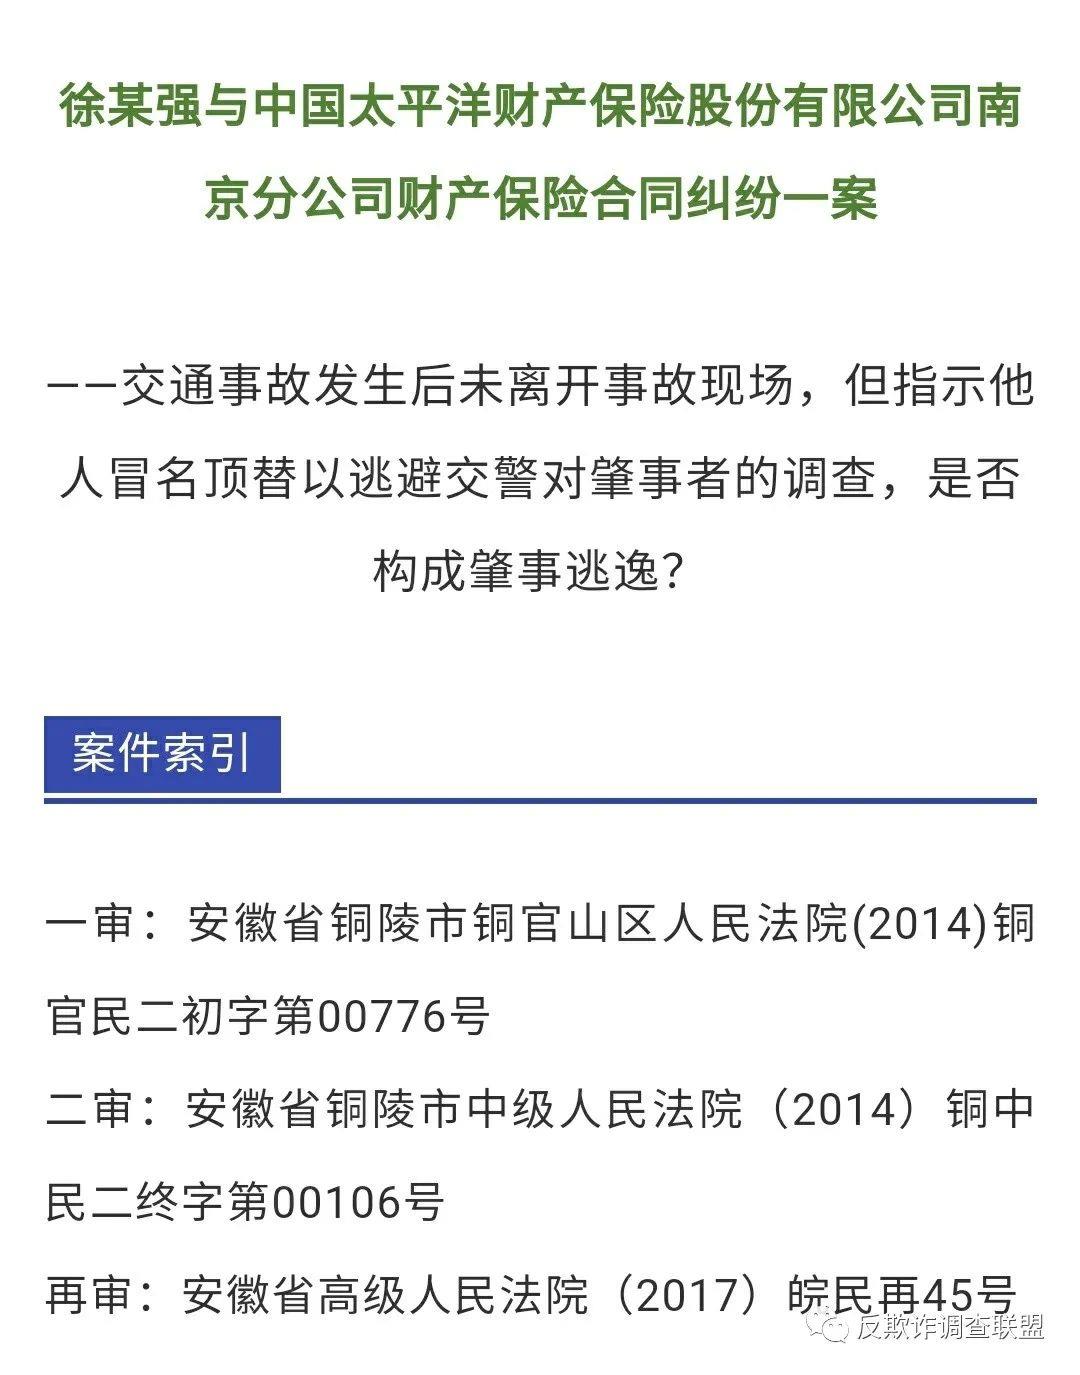 徐某强与中国太平洋财产保险股份有限公司南
京分公司财产保险合同纠纷一案
——交通事故发生后未离开事故现场，但指示他
人冒名顶替以逃避交警对肇事者的调查，是否
构成肇事逃逸？
案件索引
一审：安徽省铜陵市铜官山区人民法院(2014)铜
官民二初字第00776号
二审：安徽省铜陵市中级人民法院（2014）铜中
民二终字第00106号
再审：安徽省高级人民法院（2017）皖民再45号
反欺诈调查联盟